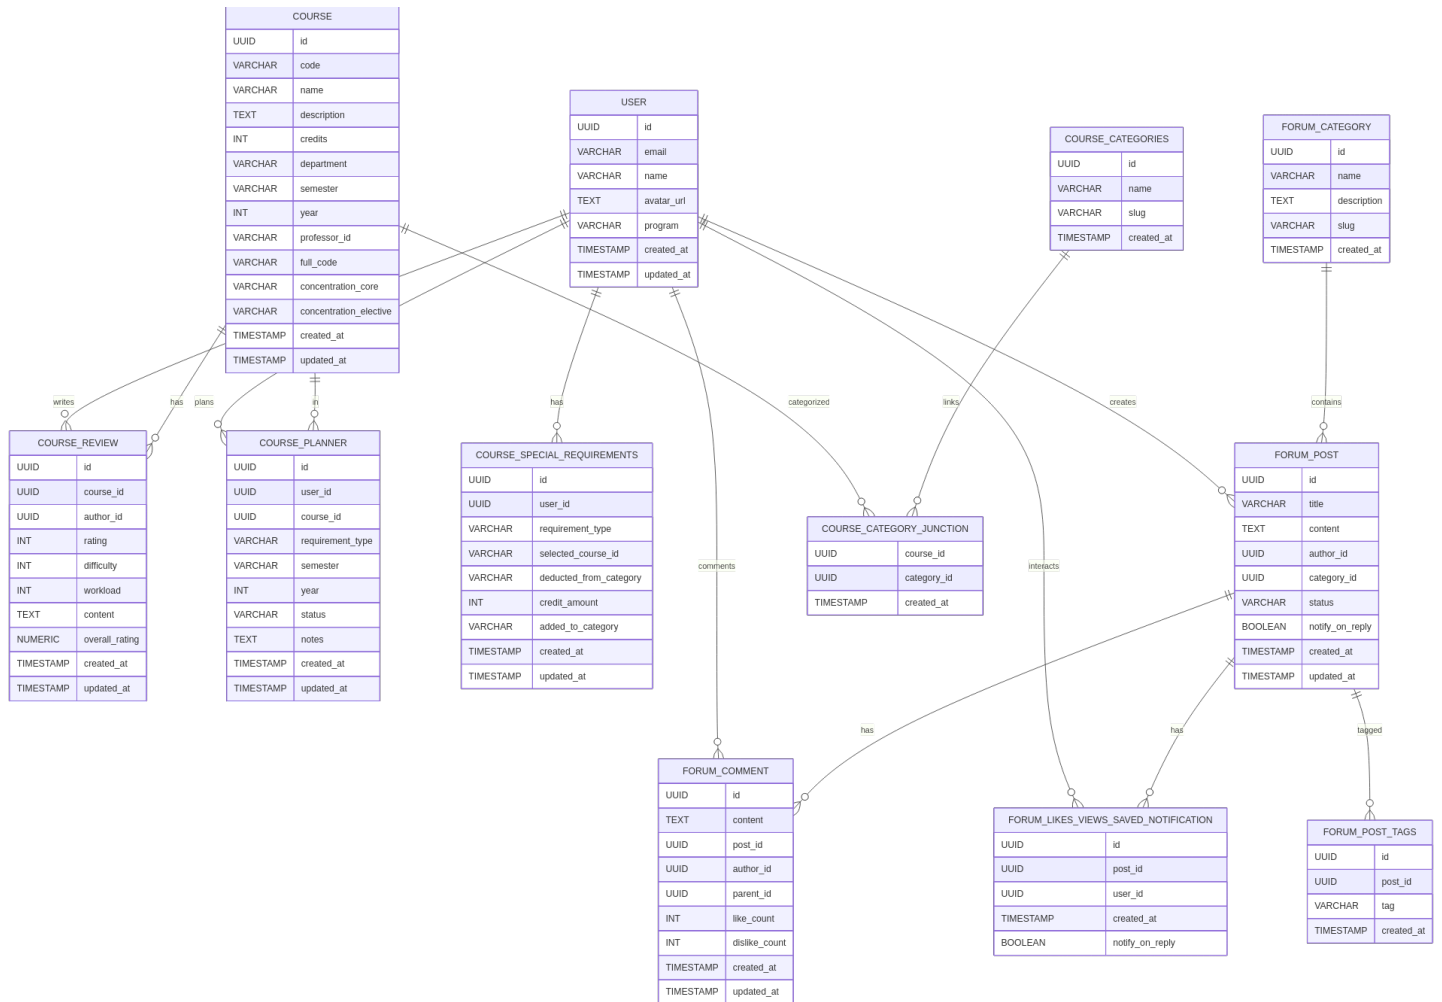 COURSE
UUID id
VARCHAR code
VARCHAR name
TEXT description
INT credits
VARCHAR department
VARCHAR semester
INT year
VARCHAR professor_id
VARCHAR full_code
VARCHAR concentration_core
VARCHAR concentration_elective
TIMESTAMP created_at
TIMESTAMP updated_at
USER
UUID id
VARCHAR email
VARCHAR name
TEXT avatar_url
VARCHAR program
TIMESTAMP created_at
TIMESTAMP updated_at
COURSE_CATEGORIES
UUID id
VARCHAR name
VARCHAR slug
TIMESTAMP created_at
FORUM_CATEGORY
UUID id
VARCHAR name
TEXT description
VARCHAR slug
TIMESTAMP created_at
writes
has
plans
in
has
categorized
links
creates
contains
COURSE_REVIEW
UUID id
UUID course_id
UUID author_id
INT rating
INT difficulty
INT workload
TEXT content
NUMERIC overall_rating
TIMESTAMP created_at
TIMESTAMP updated_at
COURSE_PLANNER
UUID id
UUID user_id
UUID course_id
VARCHAR requirement_type
VARCHAR semester
INT year
VARCHAR status
TEXT notes
TIMESTAMP created_at
TIMESTAMP updated_at
COURSE_SPECIAL_REQUIREMENTS
UUID id
UUID user_id
VARCHAR requirement_type
VARCHAR selected_course_id
VARCHAR deducted_from_category
INT credit_amount
VARCHAR added_to_category
TIMESTAMP created_at
TIMESTAMP updated_at
comments
COURSE_CATEGORY_JUNCTION
UUID course_id
UUID category_id
TIMESTAMP created_at
interacts
FORUM_POST
UUID id
VARCHAR title
TEXT content
UUID author_id
UUID category_id
VARCHAR status
BOOLEAN notify_on_reply
TIMESTAMP created_at
TIMESTAMP updated_at
has
has
tagged
FORUM_COMMENT
UUID id
TEXT content
UUID post_id
UUID author_id
UUID parent_id
INT like_count
INT dislike_count
TIMESTAMP created_at
TIMESTAMP updated_at
FORUM_LIKES_VIEWS_SAVED_NOTIFICATION
UUID id
UUID post_id
UUID user_id
TIMESTAMP created_at
BOOLEAN notify_on_reply
FORUM_POST_TAGS
UUID id
UUID post_id
VARCHAR tag
TIMESTAMP created_at